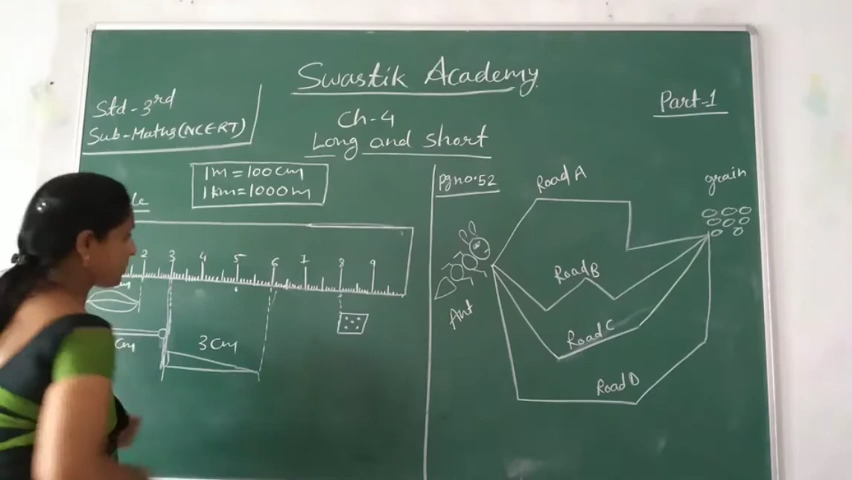 Swastik Academy
Std-3rd
Sub-Maths(NCERT)
Part-1
Ch-4
Long and short
1m=100cm
1km=1000m
2 3 4 5 6 7 8 9
cm
3cm
Pg no.52
Road A
grain
Road B
Ant
Road C
Road D